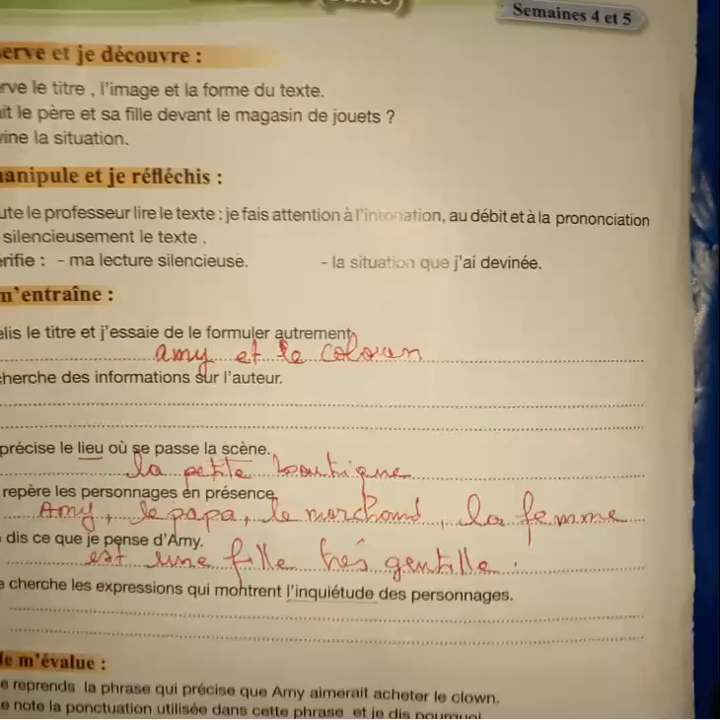 Semaines 4 et 5
erve et je découvre :
rve le titre , l'image et la forme du texte.
it le père et sa fille devant le magasin de jouets ?
vine la situation.
anipule et je réfléchis :
ute le professeur lire le texte : je fais attention à l'intonation, au débit et à la prononciation
silencieusement le texte .
rifie : - ma lecture silencieuse. - la situation que j'ai devinée.
m'entraîne :
elis le titre et j'essaie de le formuler autrement.
amy et le clown
cherche des informations sur l'auteur.
précise le lieu où se passe la scène.
la petite boutique
repère les personnages en présence.
Amy, le papa, le marchand, la femme
dis ce que je pense d'Amy.
est une fille très gentille.
e cherche les expressions qui montrent l'inquiétude des personnages.
Je m'évalue :
e reprends la phrase qui précise que Amy aimerait acheter le clown.
e note la ponctuation utilisée dans cette phrase et je dis pourquoi